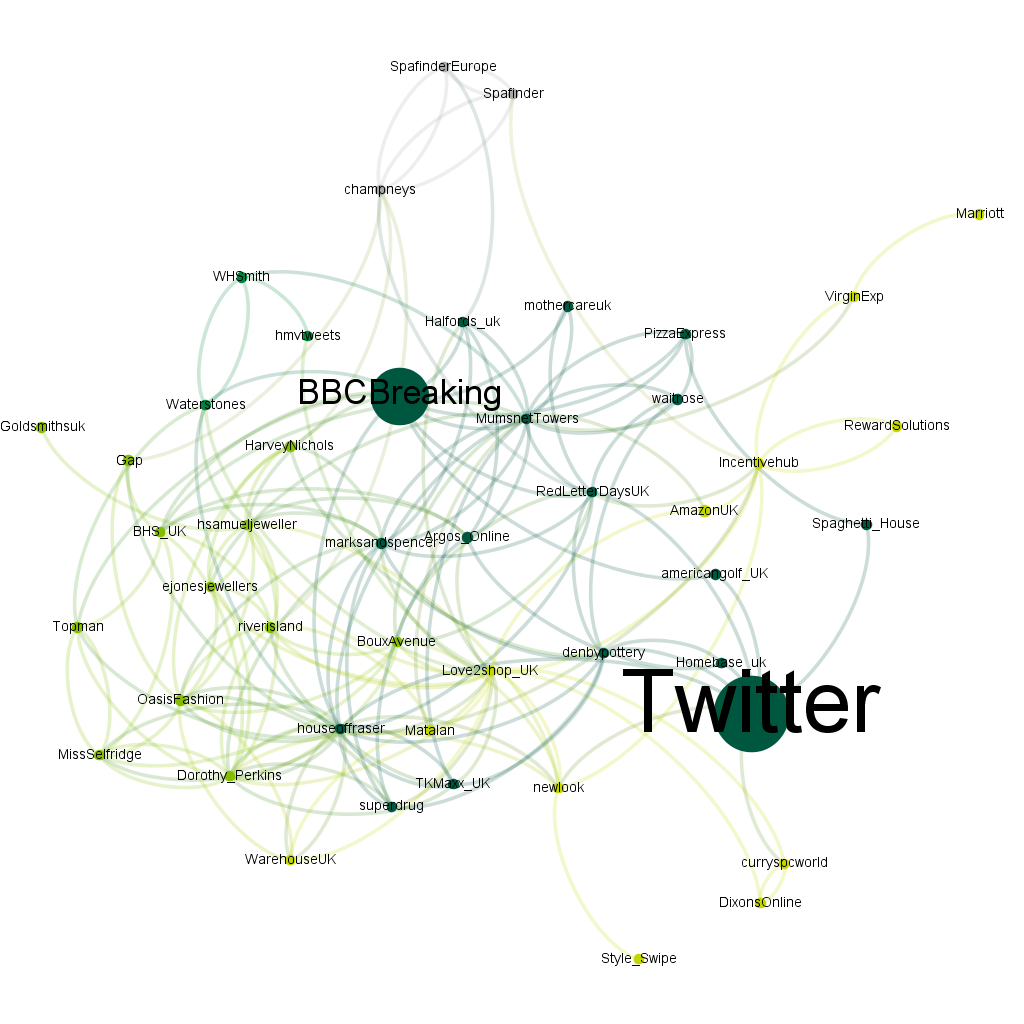 SpafinderEurope
Spafinder
champneys
Marriott
WHSmith
VirginExp
mothercareuk
Halfords_uk
hmvtweets
PizzaExpress
BBCBreaking
waitrose
Waterstones
MumsnetTowers
Goldsmithsuk
RewardSolutions
HarveyNichols
Gap
Incentivehub
RedLetterDaysUK
AmazonUK
hsamueljeweller
Spaghetti_House
BHS_UK
Argos_Online
marksandspencer
americangolf_UK
ejonesjewellers
Topman
riverisland
BouxAvenue
denbypottery
Homebase_uk
Love2shop_UK
OasisFashion
Twitter
houseoffraser
Matalan
MissSelfridge
Dorothy_Perkins
TKMaxx_UK
newlook
superdrug
WarehouseUK
curryspcworld
DixonsOnline
Style_Swipe